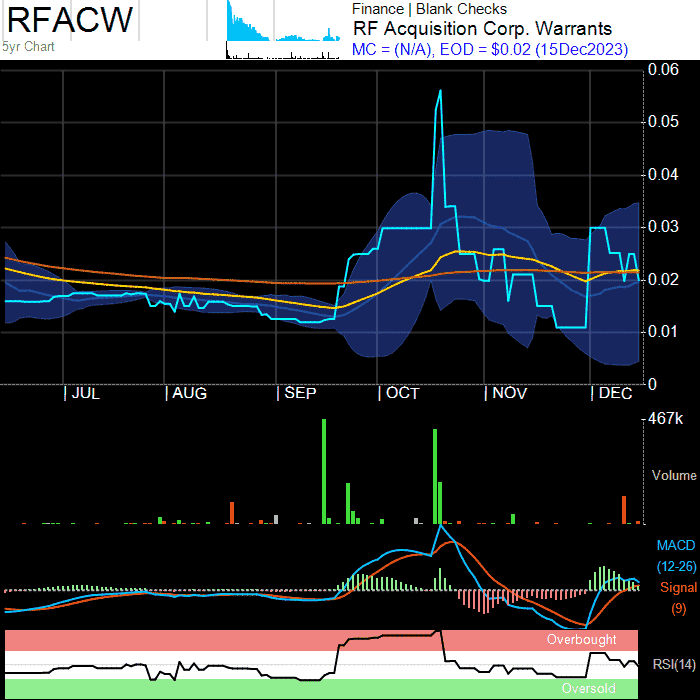 RFACW
5yr Chart
Finance | Blank Checks
RF Acquisition Corp. Warrants
MC = (N/A), EOD = $0.02 (15Dec2023)
0.06
0.05
0.04
0.03
0.02
0.01
0
| JUL | AUG | SEP | OCT | NOV | DEC
467k
Volume
MACD
(12-26)
Signal
(9)
Overbought
RSI(14)
Oversold